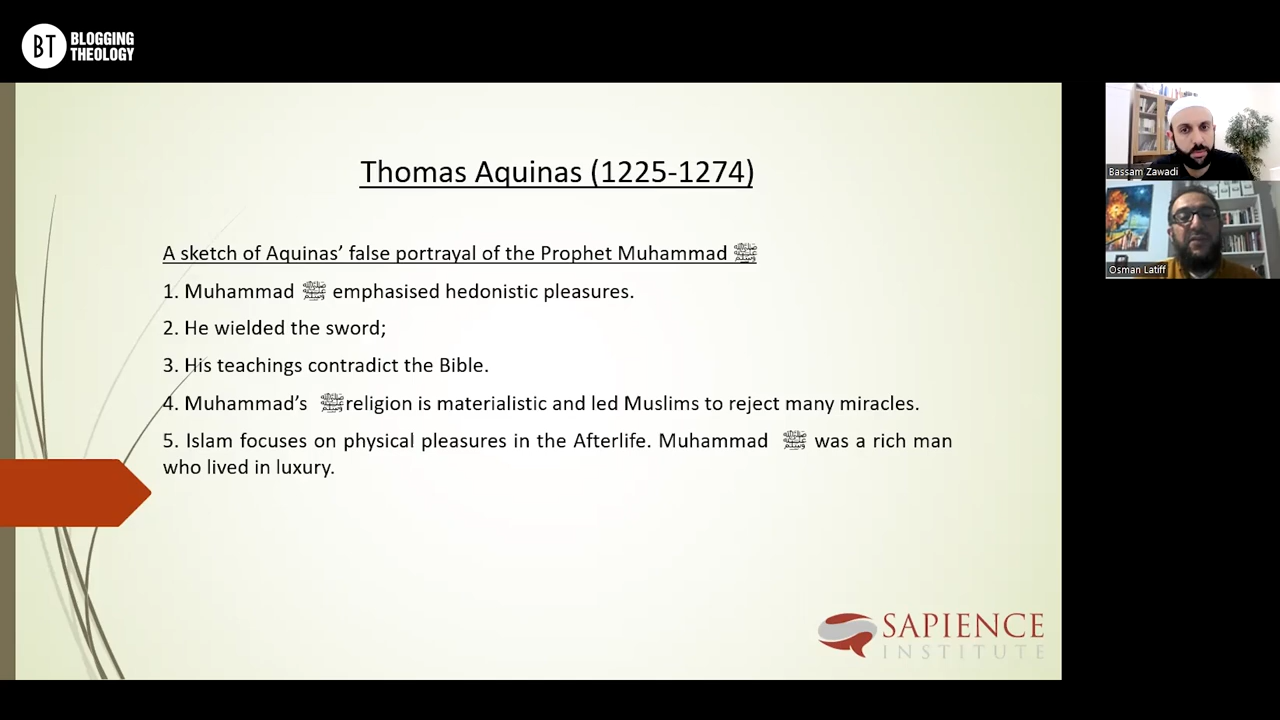 BT BLOGGING
THEOLOGY
Thomas Aquinas (1225-1274)
A sketch of Aquinas’ false portrayal of the Prophet Muhammad ﷺ
1. Muhammad ﷺ emphasised hedonistic pleasures.
2. He wielded the sword;
3. His teachings contradict the Bible.
4. Muhammad’s ﷺ religion is materialistic and led Muslims to reject many miracles.
5. Islam focuses on physical pleasures in the Afterlife. Muhammad ﷺ was a rich man
who lived in luxury.
SAPIENCE
INSTITUTE
Bassam Zawadi
Osman Latiff